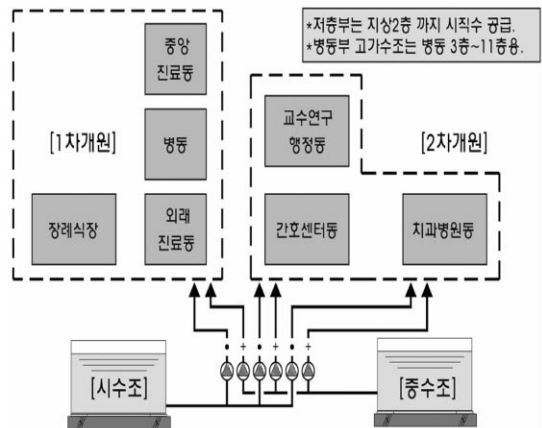 *저층부는 지상2층 까지 시직수 공급.
*병동부 고가수조는 병동 3층~11층용.
중앙
진료동
[1차개원]
병동
교수연구
행정동
[2차개원]
장례식장
외래
진료동
간호센터동
치과병원동
[시수조]
[중수조]